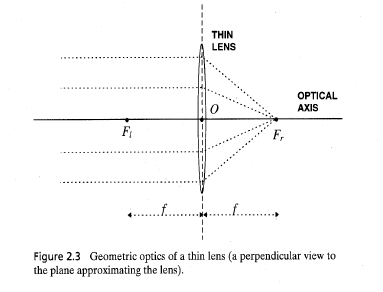 THIN
LENS
OPTICAL
AXIS
O
F_l F_r
f f
Figure 2.3 Geometric optics of a thin lens (a perpendicular view to
the plane approximating the lens).